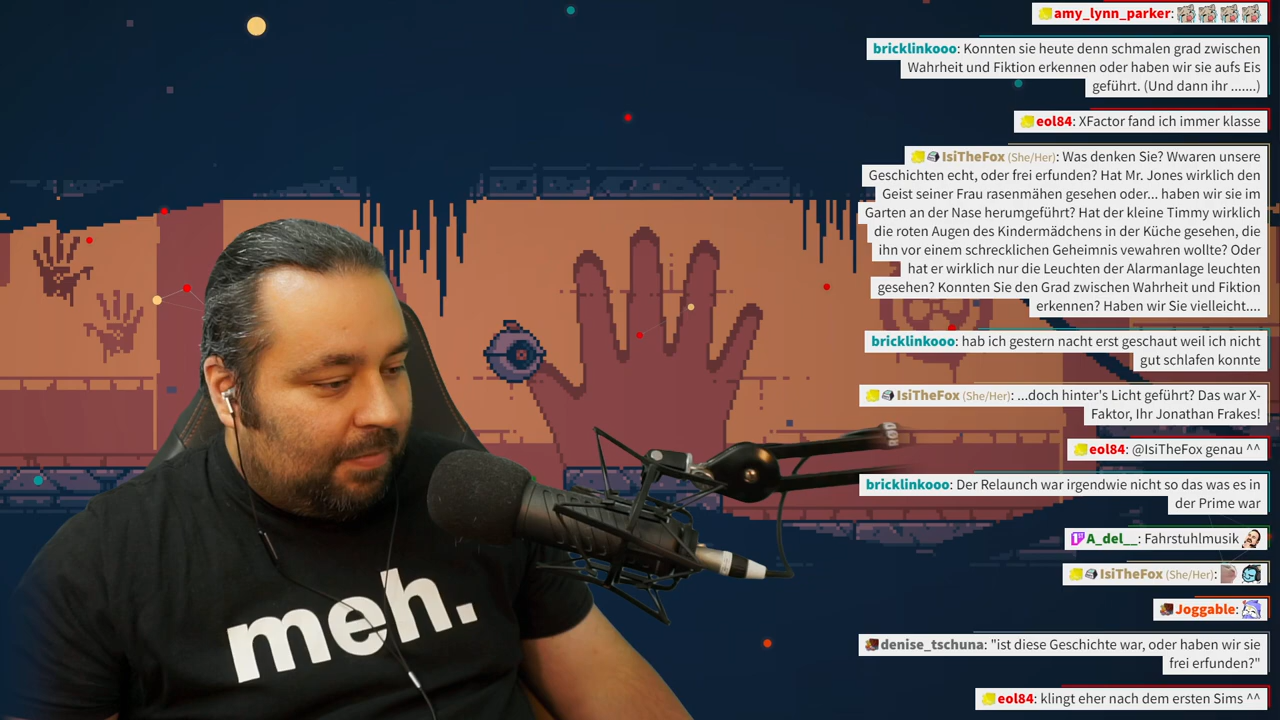 amy_lynn_parker:
bricklinkooo: Konnten sie heute denn schmalen grad zwischen
Wahrheit und Fiktion erkennen oder haben wir sie aufs Eis
geführt. (Und dann ihr .......)
eol84: XFactor fand ich immer klasse
IsiTheFox (She/Her): Was denken Sie? Wwaren unsere
Geschichten echt, oder frei erfunden? Hat Mr. Jones wirklich den
Geist seiner Frau rasenmähen gesehen oder... haben wir sie im
Garten an der Nase herumgeführt? Hat der kleine Timmy wirklich
die roten Augen des Kindermädchens in der Küche gesehen, die
ihn vor einem schrecklichen Geheimnis vewahren wollte? Oder
hat er wirklich nur die Leuchten der Alarmanlage leuchten
gesehen? Konnten Sie den Grad zwischen Wahrheit und Fiktion
erkennen? Haben wir Sie vielleicht....
bricklinkooo: hab ich gestern nacht erst geschaut weil ich nicht
gut schlafen konnte
IsiTheFox (She/Her): ...doch hinter's Licht geführt? Das war X-
Faktor, Ihr Jonathan Frakes!
eol84: @IsiTheFox genau ^^
bricklinkooo: Der Relaunch war irgendwie nicht so das was es in
der Prime war
A_del__: Fahrstuhlmusik
IsiTheFox (She/Her):
Joggable:
denise_tschuna: "ist diese Geschichte war, oder haben wir sie
frei erfunden?"
eol84: klingt eher nach dem ersten Sims ^^
RØDE
meh.